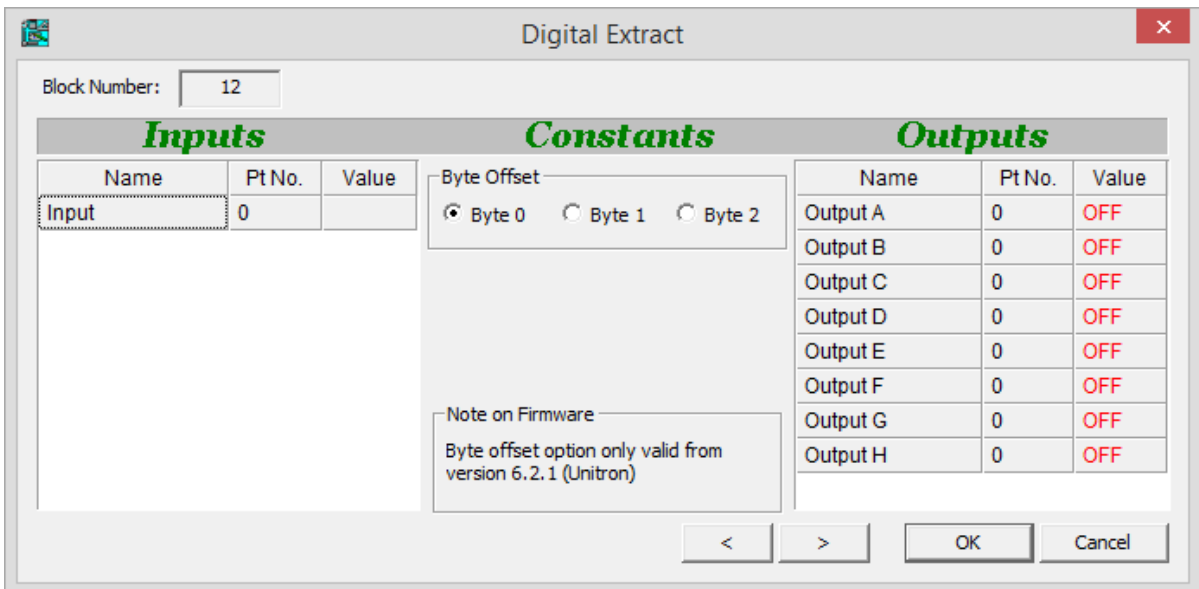 Digital Extract
Block Number: 12
Inputs Constants Outputs
Name Pt No. Value
Input 0
Byte Offset
Byte 0 Byte 1 Byte 2
Note on Firmware
Byte offset option only valid from
version 6.2.1 (Unitron)
Name Pt No. Value
Output A 0 OFF
Output B 0 OFF
Output C 0 OFF
Output D 0 OFF
Output E 0 OFF
Output F 0 OFF
Output G 0 OFF
Output H 0 OFF
< > OK Cancel